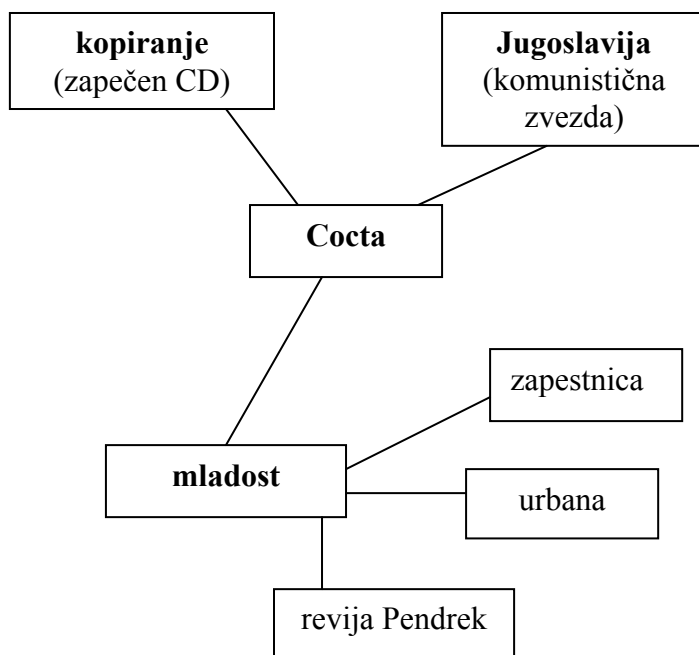 kopiranje
(zapečen CD)
Jugoslavija
(komunistična
zvezda)
Cocta
zapestnica
mladost
urbana
revija Pendrek